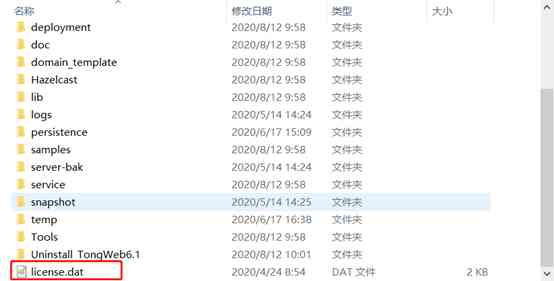 名称 修改日期 类型 大小
deployment 2020/8/12 9:58 文件夹
doc 2020/8/12 9:58 文件夹
domain_template 2020/8/12 9:58 文件夹
Hazelcast 2020/8/12 9:58 文件夹
lib 2020/8/12 9:58 文件夹
logs 2020/5/14 14:24 文件夹
persistence 2020/6/17 15:09 文件夹
samples 2020/8/12 9:58 文件夹
server-bak 2020/5/14 14:24 文件夹
service 2020/8/12 9:58 文件夹
snapshot 2020/5/14 14:25 文件夹
temp 2020/6/17 16:38 文件夹
Tools 2020/8/12 9:58 文件夹
Uninstall_TongWeb6.1 2020/8/12 10:01 文件夹
license.dat 2020/4/24 8:54 DAT 文件 2 KB